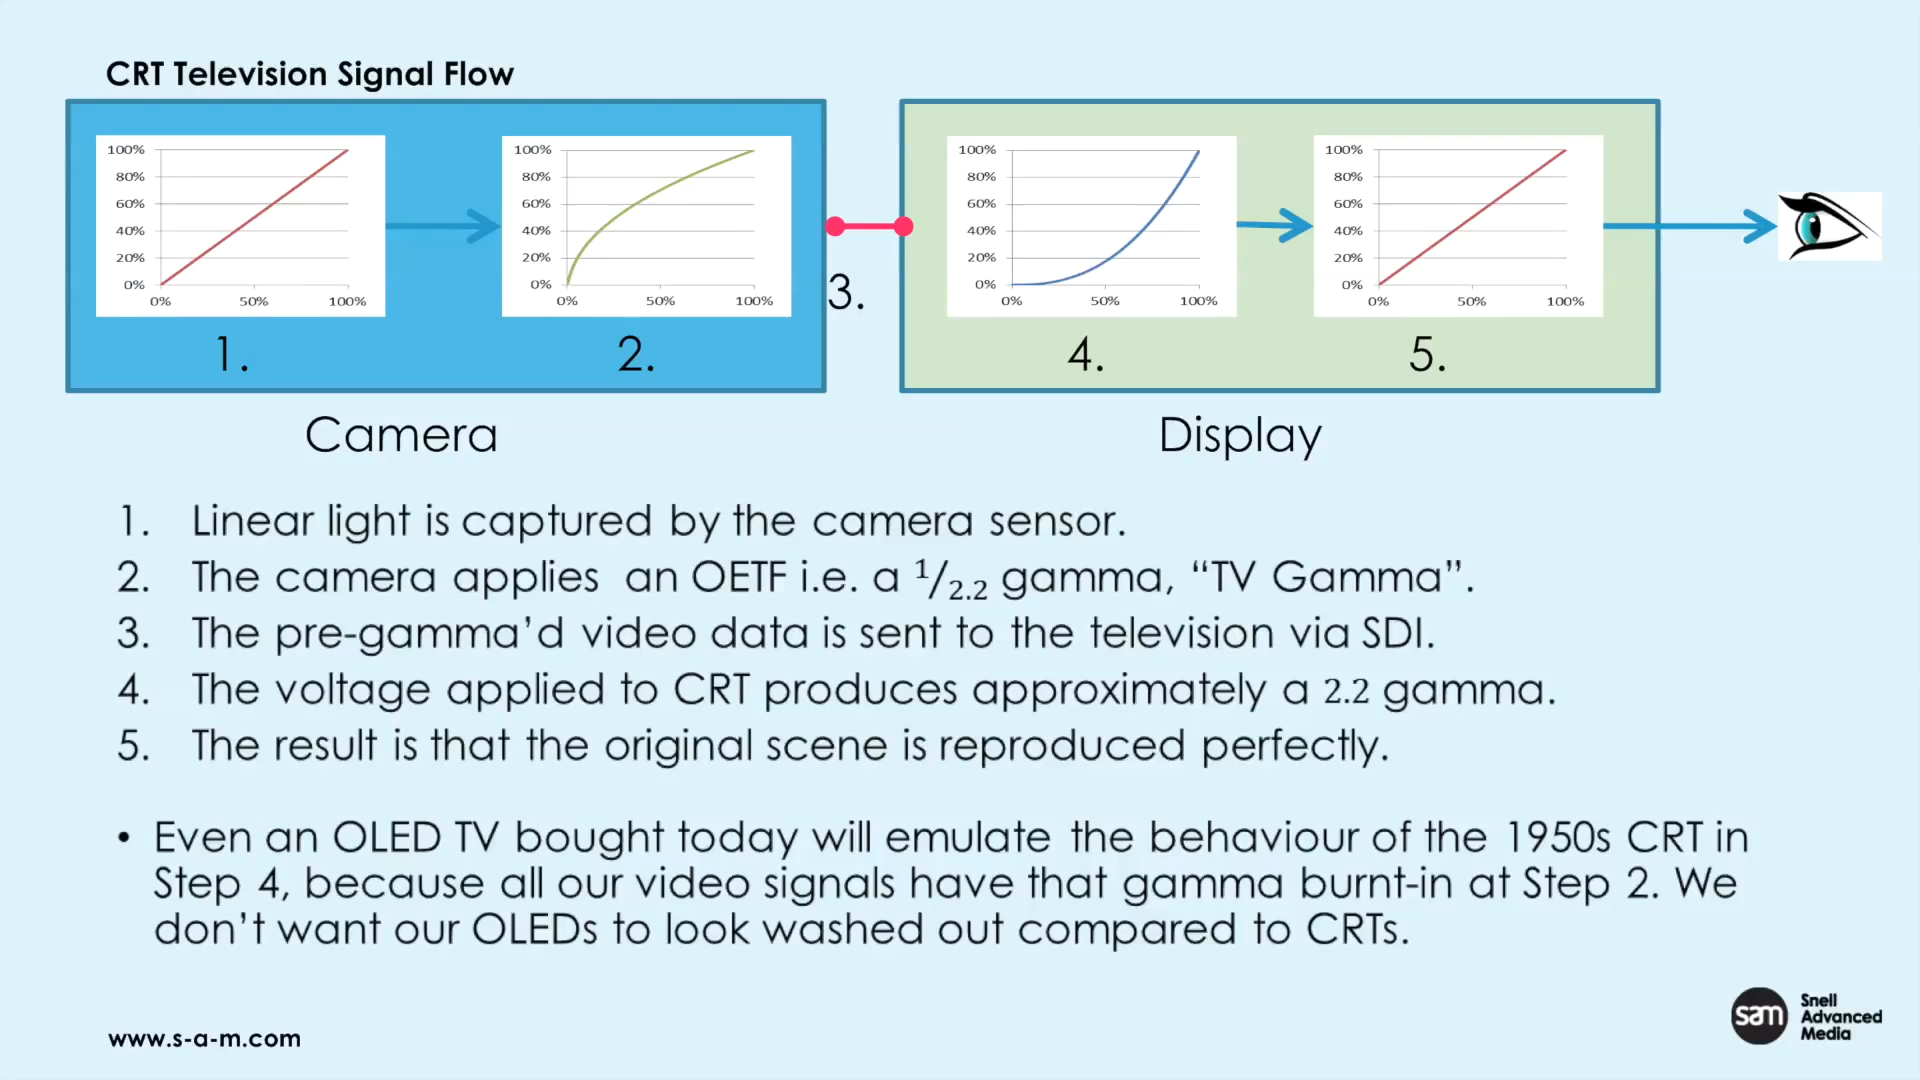 CRT Television Signal Flow
100%
80%
60%
40%
20%
0%
0% 50% 100%
1.
100%
80%
60%
40%
20%
0%
0% 50% 100%
2.
3.
100%
80%
60%
40%
20%
0%
0% 50% 100%
4.
100%
80%
60%
40%
20%
0%
0% 50% 100%
5.
Camera
Display
1. Linear light is captured by the camera sensor.
2. The camera applies an OETF i.e. a 1/2.2 gamma, “TV Gamma”.
3. The pre-gamma’d video data is sent to the television via SDI.
4. The voltage applied to CRT produces approximately a 2.2 gamma.
5. The result is that the original scene is reproduced perfectly.
• Even an OLED TV bought today will emulate the behaviour of the 1950s CRT in
Step 4, because all our video signals have that gamma burnt-in at Step 2. We
don’t want our OLEDs to look washed out compared to CRTs.
www.s-a-m.com
sam
Snell
Advanced
Media